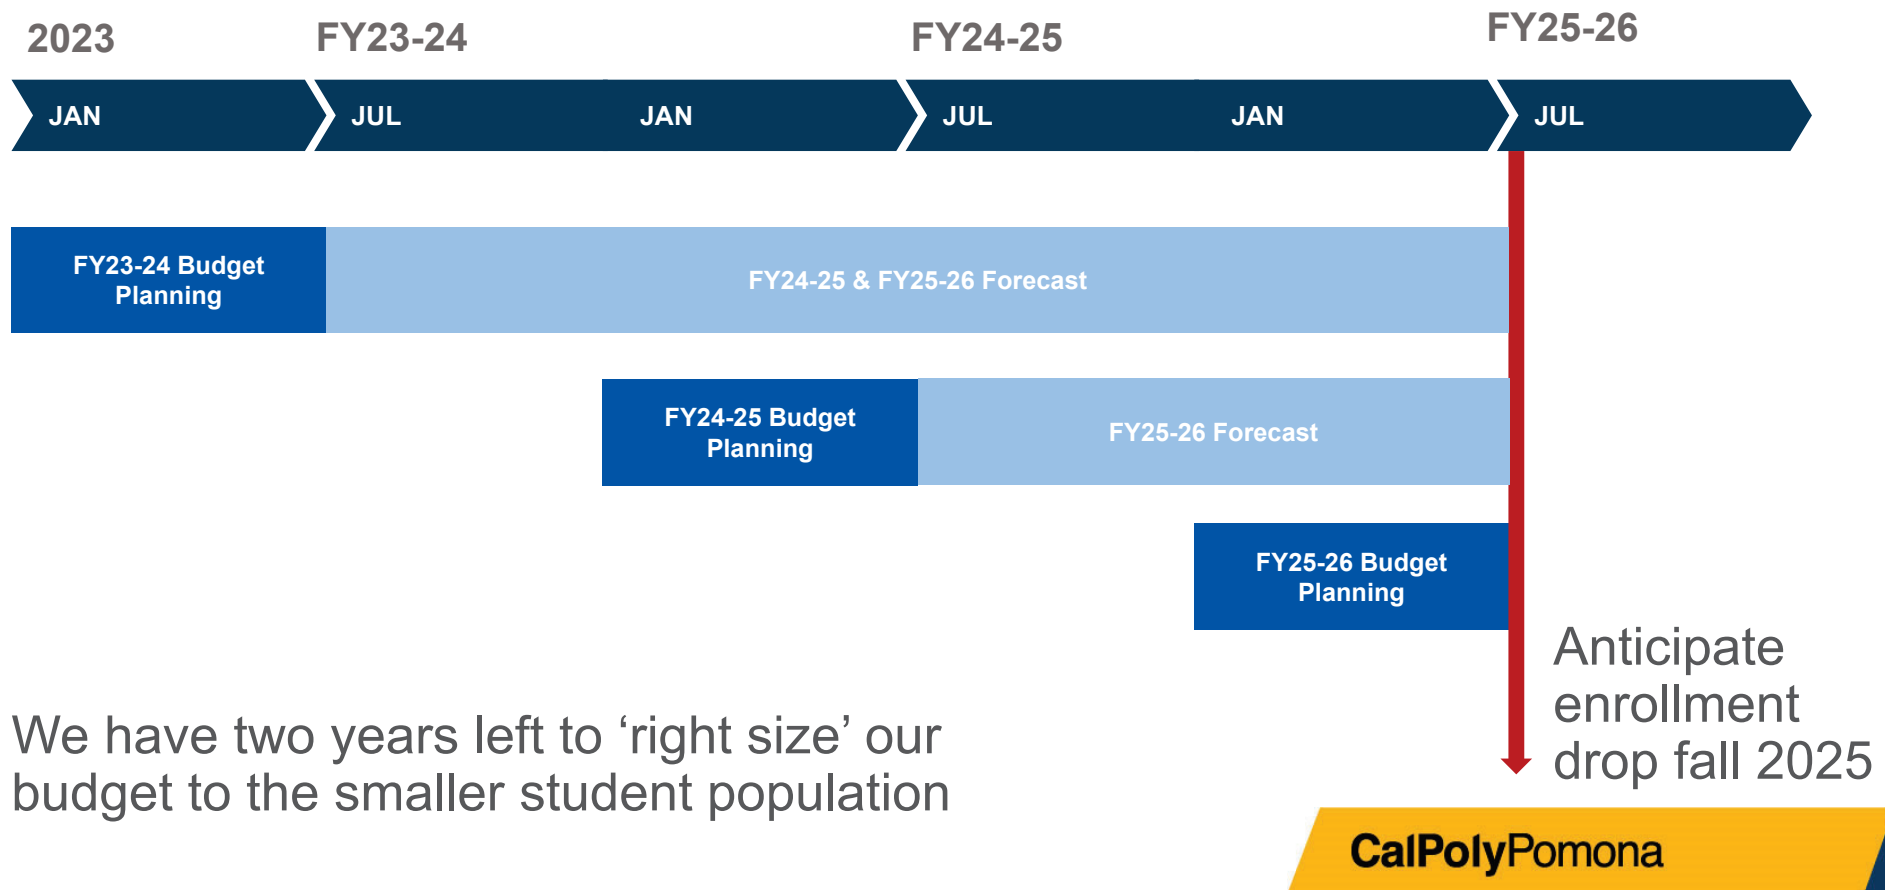 2023
FY23-24
FY24-25
FY25-26
JAN
JUL
JAN
JUL
JAN
JUL
FY23-24 Budget
Planning
FY24-25 & FY25-26 Forecast
FY24-25 Budget
Planning
FY25-26 Forecast
FY25-26 Budget
Planning
Anticipate
enrollment
drop fall 2025
We have two years left to ‘right size’ our
budget to the smaller student population
CalPolyPomona